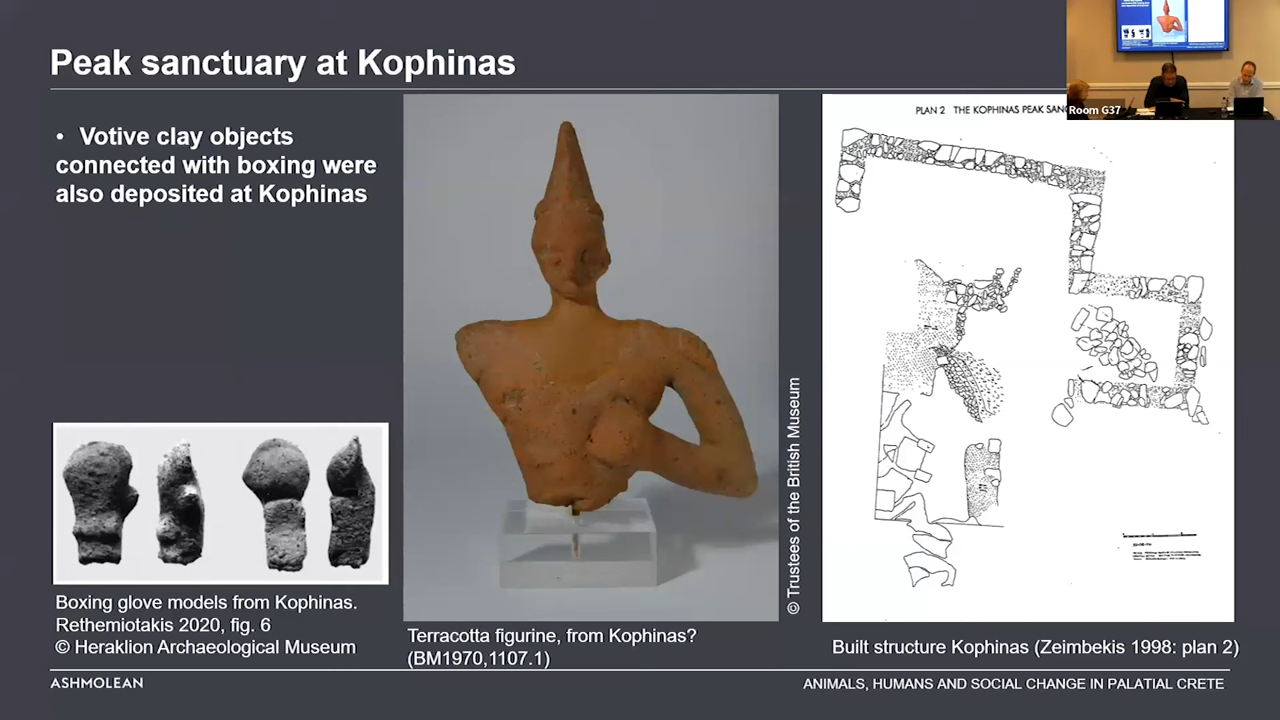 Peak sanctuary at Kophinas
• Votive clay objects
connected with boxing were
also deposited at Kophinas
Boxing glove models from Kophinas.
Rethemiotakis 2020, fig. 6
© Heraklion Archaeological Museum
Terracotta figurine, from Kophinas?
(BM1970,1107.1)
© Trustees of the British Museum
PLAN 2 THE KOPHINAS PEAK SANC
Room G37
Built structure Kophinas (Zeimbekis 1998: plan 2)
ASHMOLEAN
ANIMALS, HUMANS AND SOCIAL CHANGE IN PALATIAL CRETE